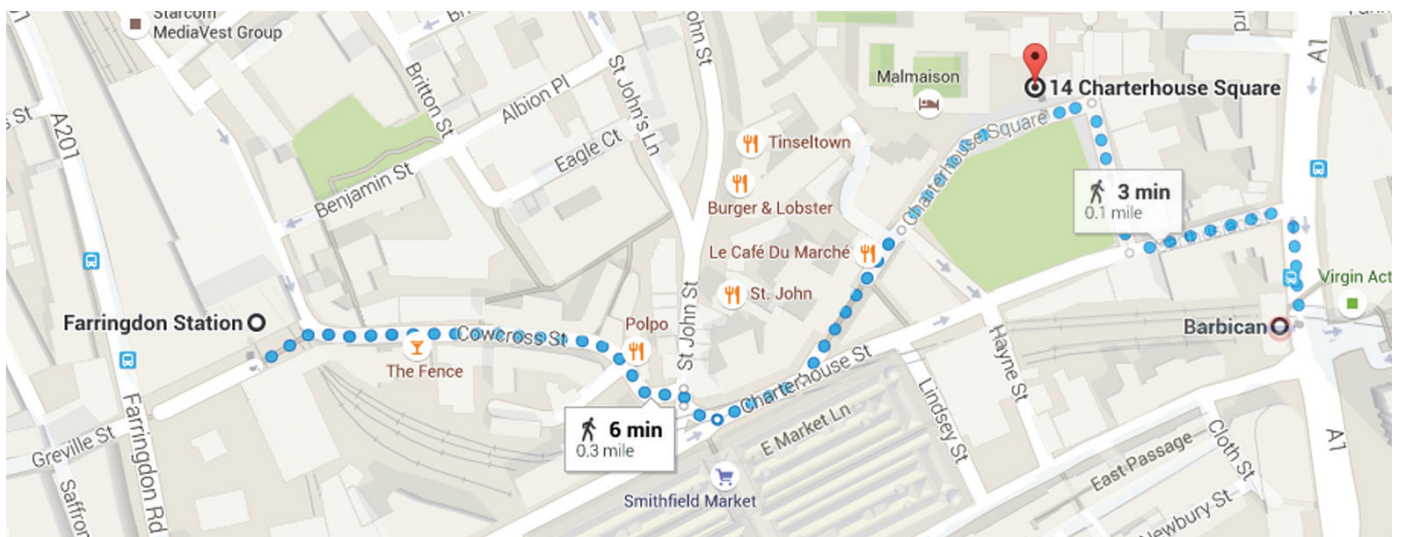 Starcom
MediaVest Group
A201
Britton St
Albion Pl
St John's Ln
Eagle Ct
Benjamin St
Malmaison
14 Charterhouse Square
A1
Charterhouse Square
Tinseltown
Burger & Lobster
3 min
0.1 mile
Le Café Du Marché
St. John
St John St
Virgin Act
Farringdon Station
Cowcross St
Polpo
The Fence
Barbican
Charterhouse St
Hayne St
Lindsey St
6 min
0.3 mile
E Market Ln
Greville St
Farringdon Rd
Saffron
Smithfield Market
East Passage
Cloth St
Newbury St
A1